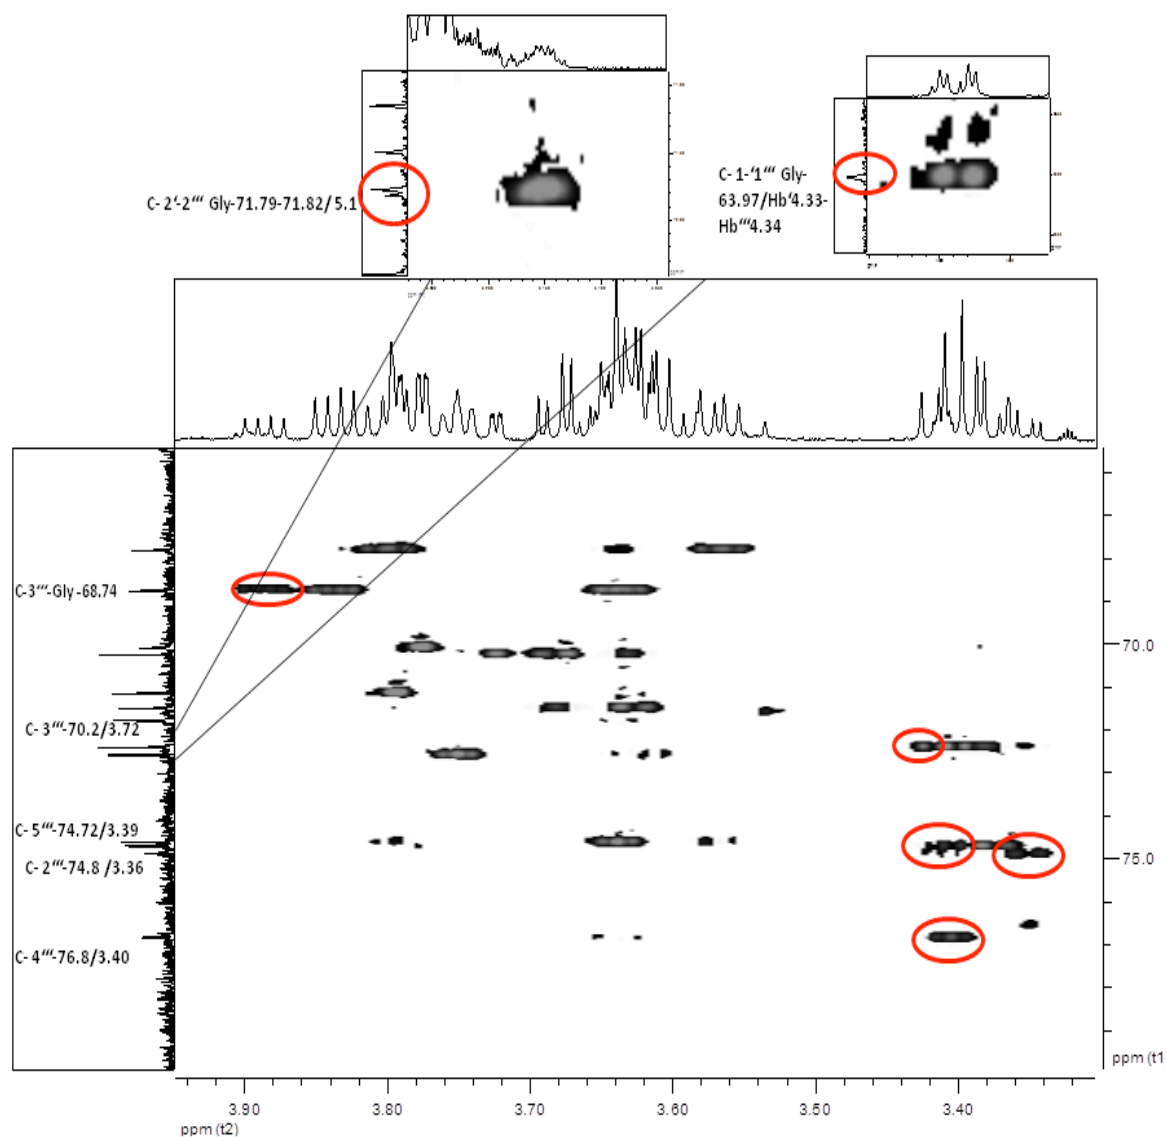 C- 2‘-2‘‘‘ Gly-71.79-71.82/ 5.1
C- 1-‘1‘‘‘ Gly-
63.97/Hb‘4.33-
Hb‘‘‘4.34
C-3‘‘‘-Gly -68.74
C- 3‘‘‘-70.2/3.72
C- 5‘‘‘-74.72/3.39
C- 2‘‘‘-74.8 /3.36
C- 4‘‘‘-76.8/3.40
70.0
75.0
ppm (t1
3.90
3.80
3.70
3.60
3.50
3.40
ppm (t2)